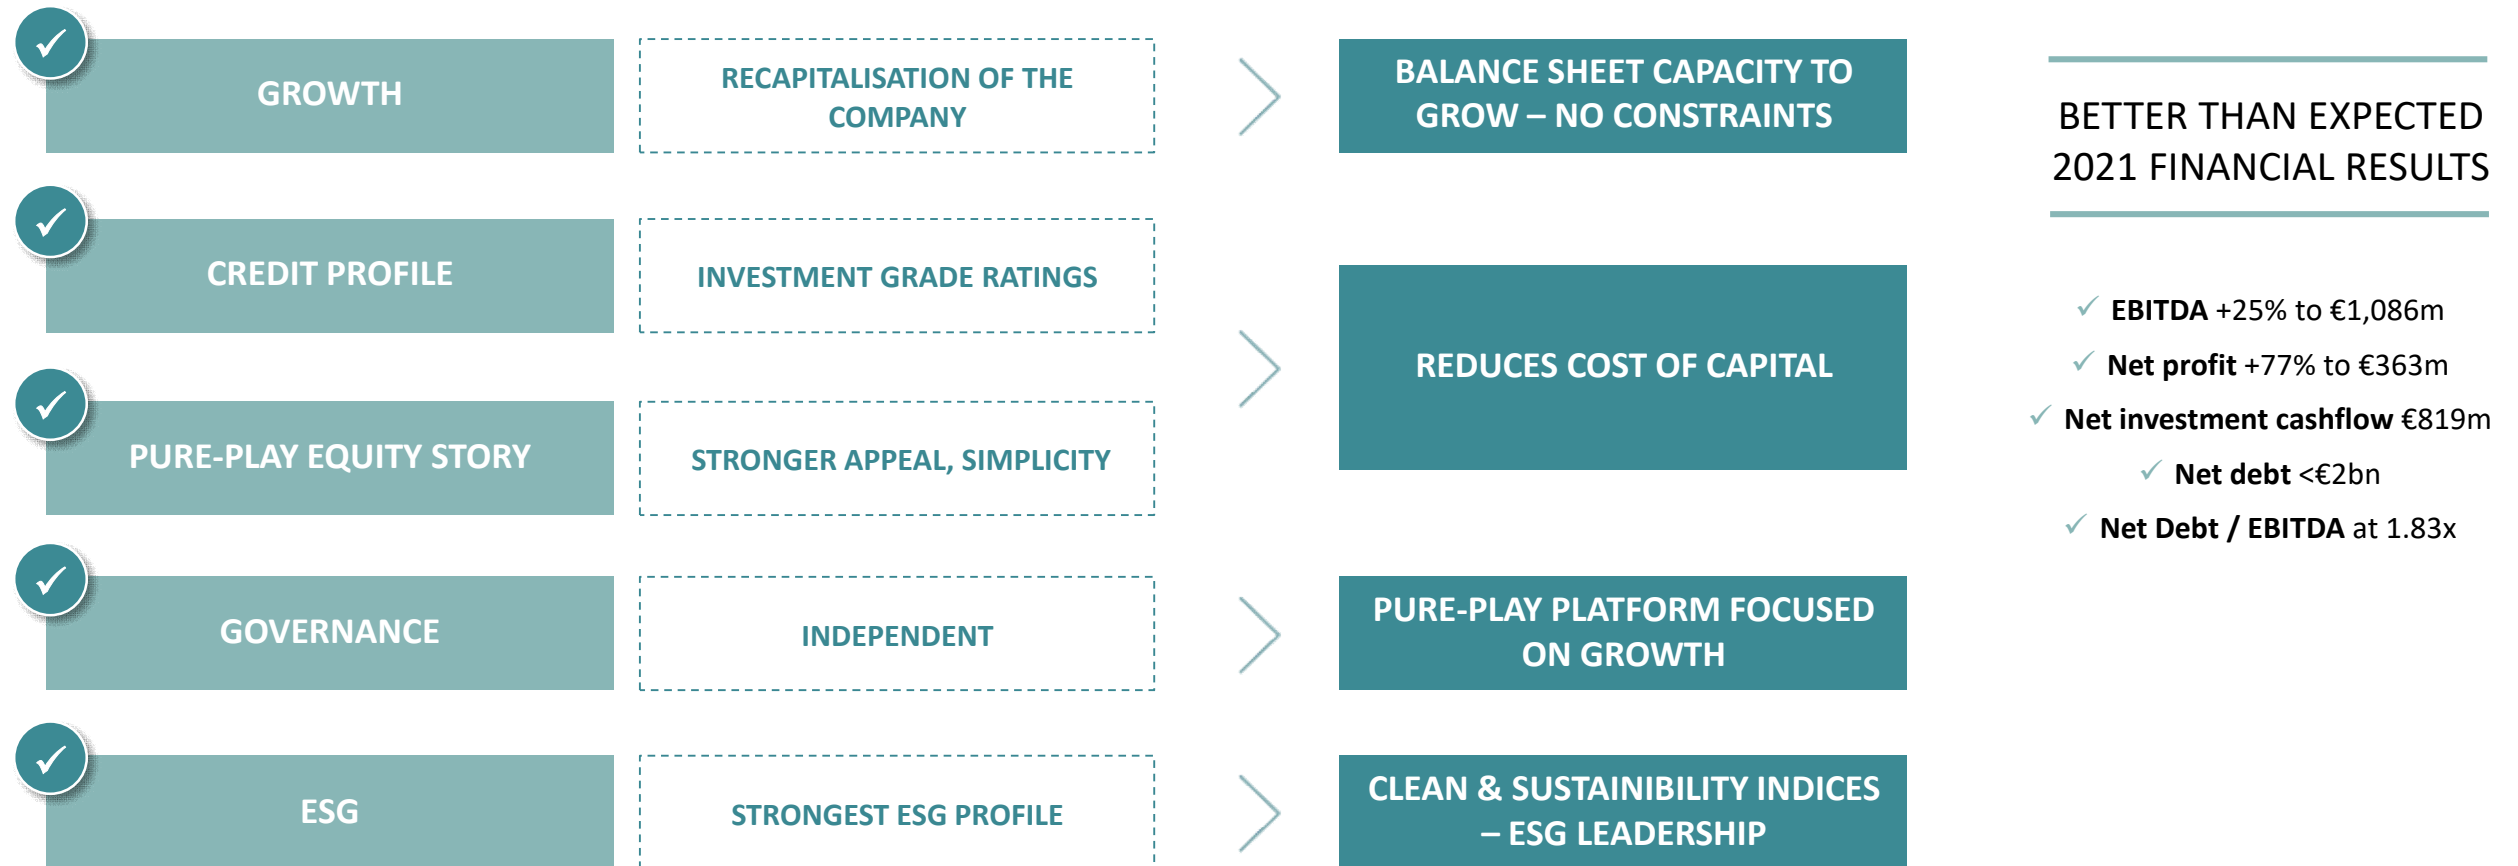 GROWTH
RECAPITALISATION OF THE
COMPANY
BALANCE SHEET CAPACITY TO
GROW – NO CONSTRAINTS
CREDIT PROFILE
INVESTMENT GRADE RATINGS
REDUCES COST OF CAPITAL
PURE-PLAY EQUITY STORY
STRONGER APPEAL, SIMPLICITY
GOVERNANCE
INDEPENDENT
PURE-PLAY PLATFORM FOCUSED
ON GROWTH
ESG
STRONGEST ESG PROFILE
CLEAN & SUSTAINIBILITY INDICES
– ESG LEADERSHIP
BETTER THAN EXPECTED
2021 FINANCIAL RESULTS
✓ EBITDA +25% to €1,086m
✓ Net profit +77% to €363m
✓ Net investment cashflow €819m
✓ Net debt <€2bn
✓ Net Debt / EBITDA at 1.83x